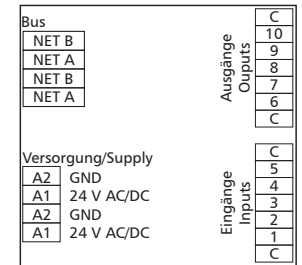 Bus
NET B
NET A
NET B
NET A
Versorgung/Supply
A2 GND
A1 24 V AC/DC
A2 GND
A1 24 V AC/DC
Ausgänge
Ouputs
C
10
9
8
7
6
C
Eingänge
Inputs
C
5
4
3
2
1
C